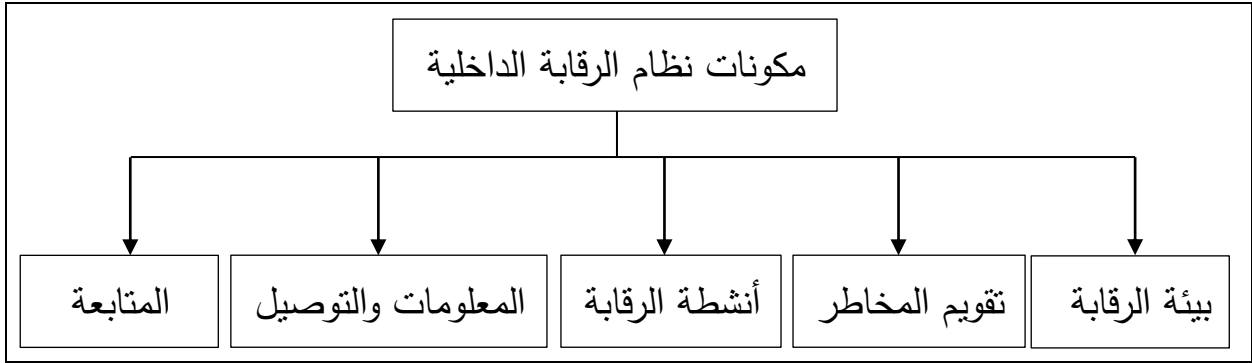 مكونات نظام الرقابة الداخلية
بيئة الرقابة
تقويم المخاطر
أنشطة الرقابة
المعلومات والتوصيل
المتابعة